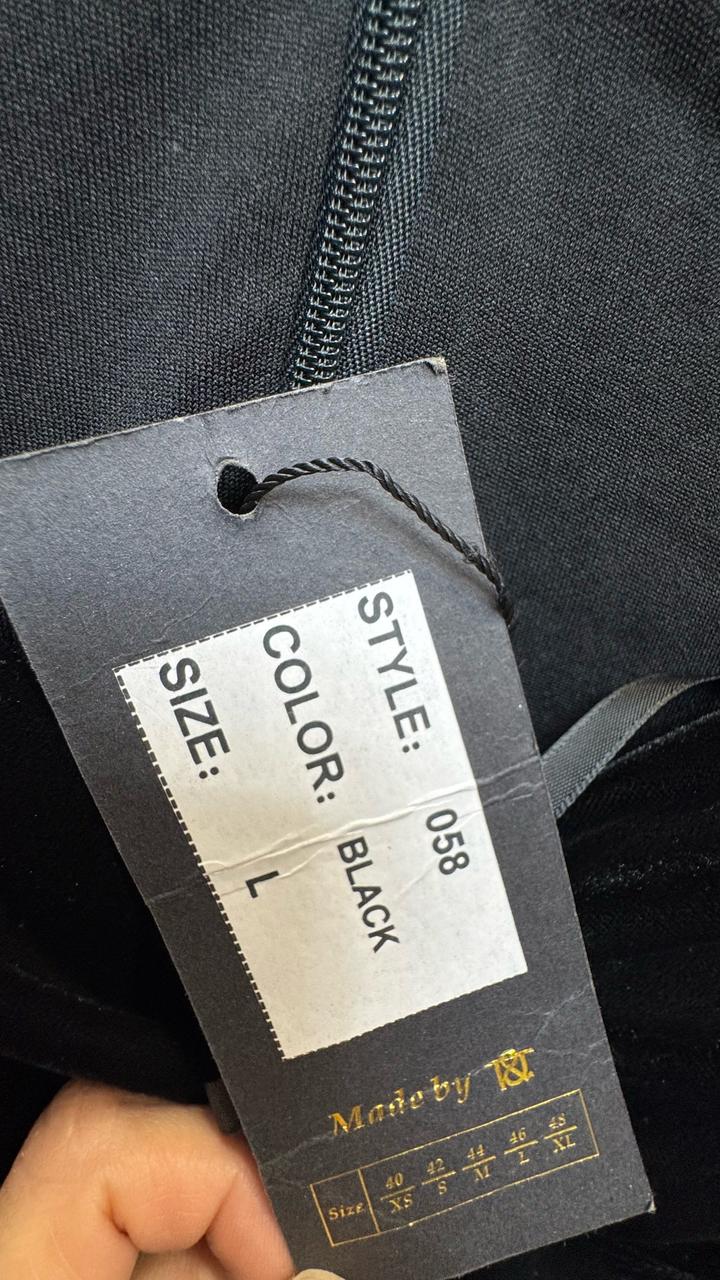 STYLE: 058
COLOR: BLACK
SIZE: L
Made by
Size 40 42 44 46 48
XS S M L XL